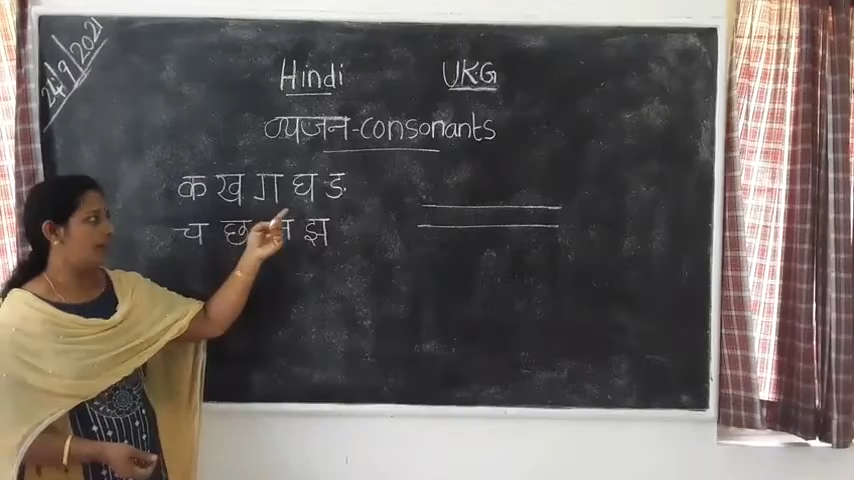 24/9/2021
Hindi UKG
व्यजन-consonants
क ख ग घ ङ
च छ झ